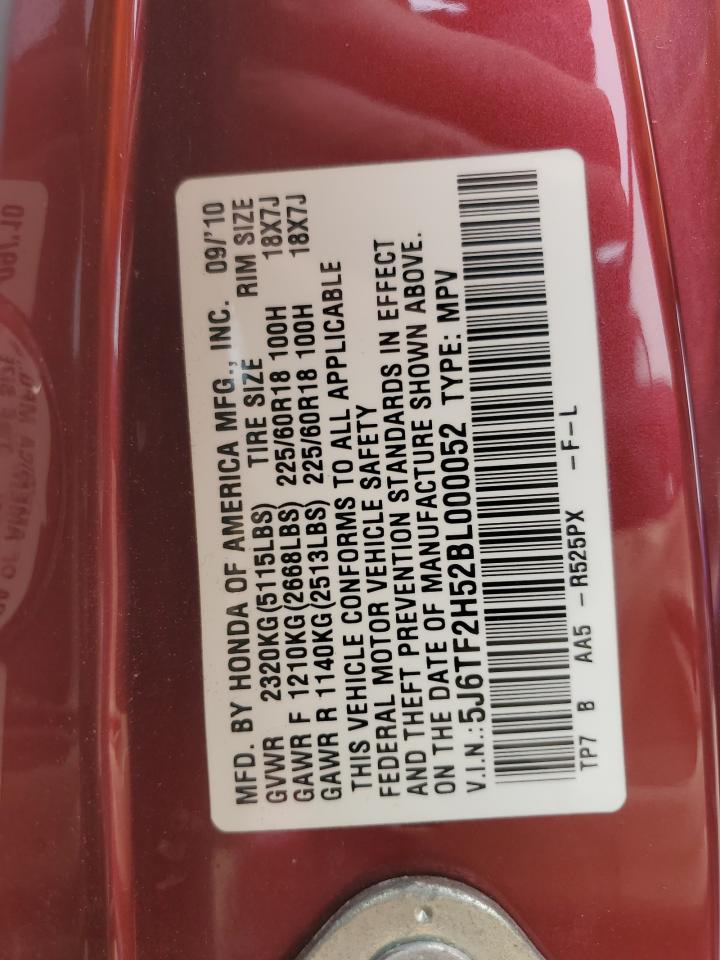 MFD. BY HONDA OF AMERICA MFG., INC. 09/'10
GVWR 2320KG(5115LBS) TIRE SIZE RIM SIZE
GAWR F 1210KG(2668LBS) 225/60R18 100H 18X7J
GAWR R 1140KG(2513LBS) 225/60R18 100H 18X7J
THIS VEHICLE CONFORMS TO ALL APPLICABLE
FEDERAL MOTOR VEHICLE SAFETY
AND THEFT PREVENTION STANDARDS IN EFFECT
ON THE DATE OF MANUFACTURE SHOWN ABOVE.
V.I.N.:5J6TF2H52BL000052 TYPE: MPV
TP7 B AA5 -R525PX -F-L